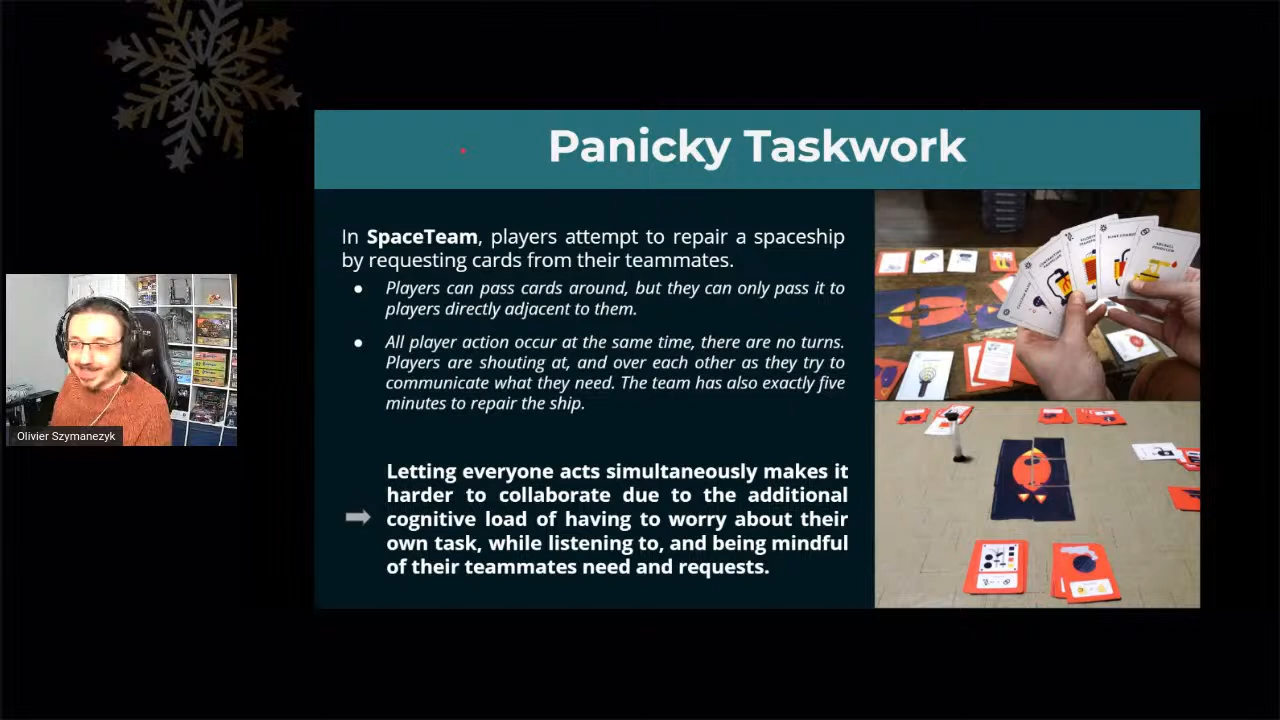 Panicky Taskwork
In SpaceTeam, players attempt to repair a spaceship
by requesting cards from their teammates.
● Players can pass cards around, but they can only pass it to
players directly adjacent to them.
● All player action occur at the same time, there are no turns.
Players are shouting at, and over each other as they try to
communicate what they need. The team has also exactly five
minutes to repair the ship.
Letting everyone acts simultaneously makes it
harder to collaborate due to the additional
cognitive load of having to worry about their
own task, while listening to, and being mindful
of their teammates need and requests.
Olivier Szymanezyk